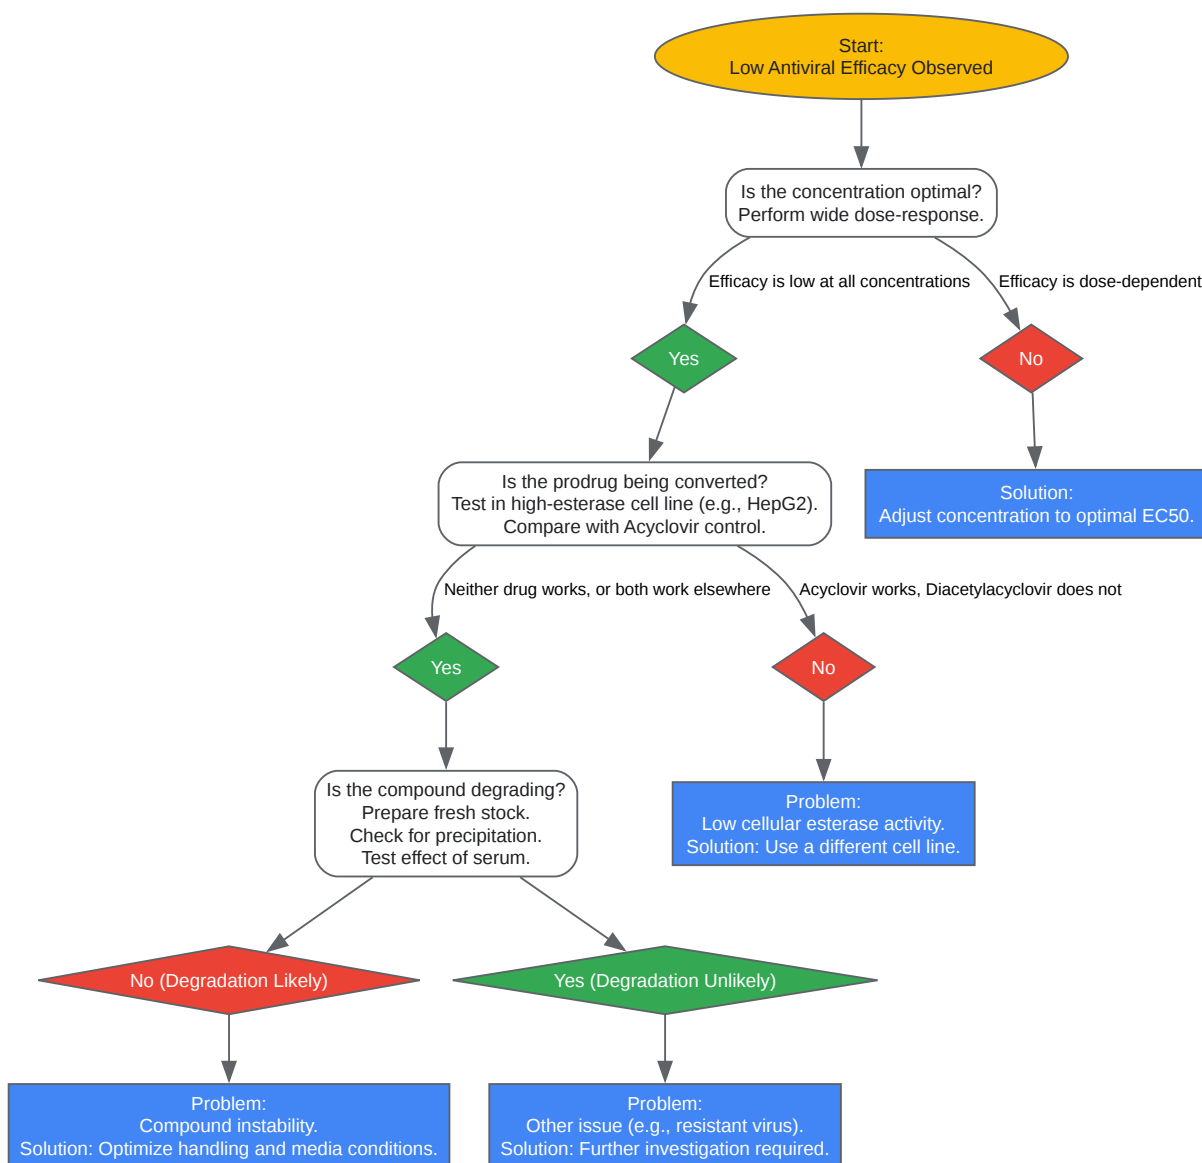 Start:
Low Antiviral Efficacy Observed
Is the concentration optimal?
Perform wide dose-response.
Efficacy is low at all concentrations
Efficacy is dose-dependent
Yes
No
Is the prodrug being converted?
Test in high-esterase cell line (e.g., HepG2).
Compare with Acyclovir control.
Solution:
Adjust concentration to optimal EC50.
Neither drug works, or both work elsewhere
Acyclovir works, Diacetylacyclovir does not
Yes
No
Is the compound degrading?
Prepare fresh stock.
Check for precipitation.
Test effect of serum.
Problem:
Low cellular esterase activity.
Solution: Use a different cell line.
No (Degradation Likely)
Yes (Degradation Unlikely)
Problem:
Compound instability.
Solution: Optimize handling and media conditions.
Problem:
Other issue (e.g., resistant virus).
Solution: Further investigation required.